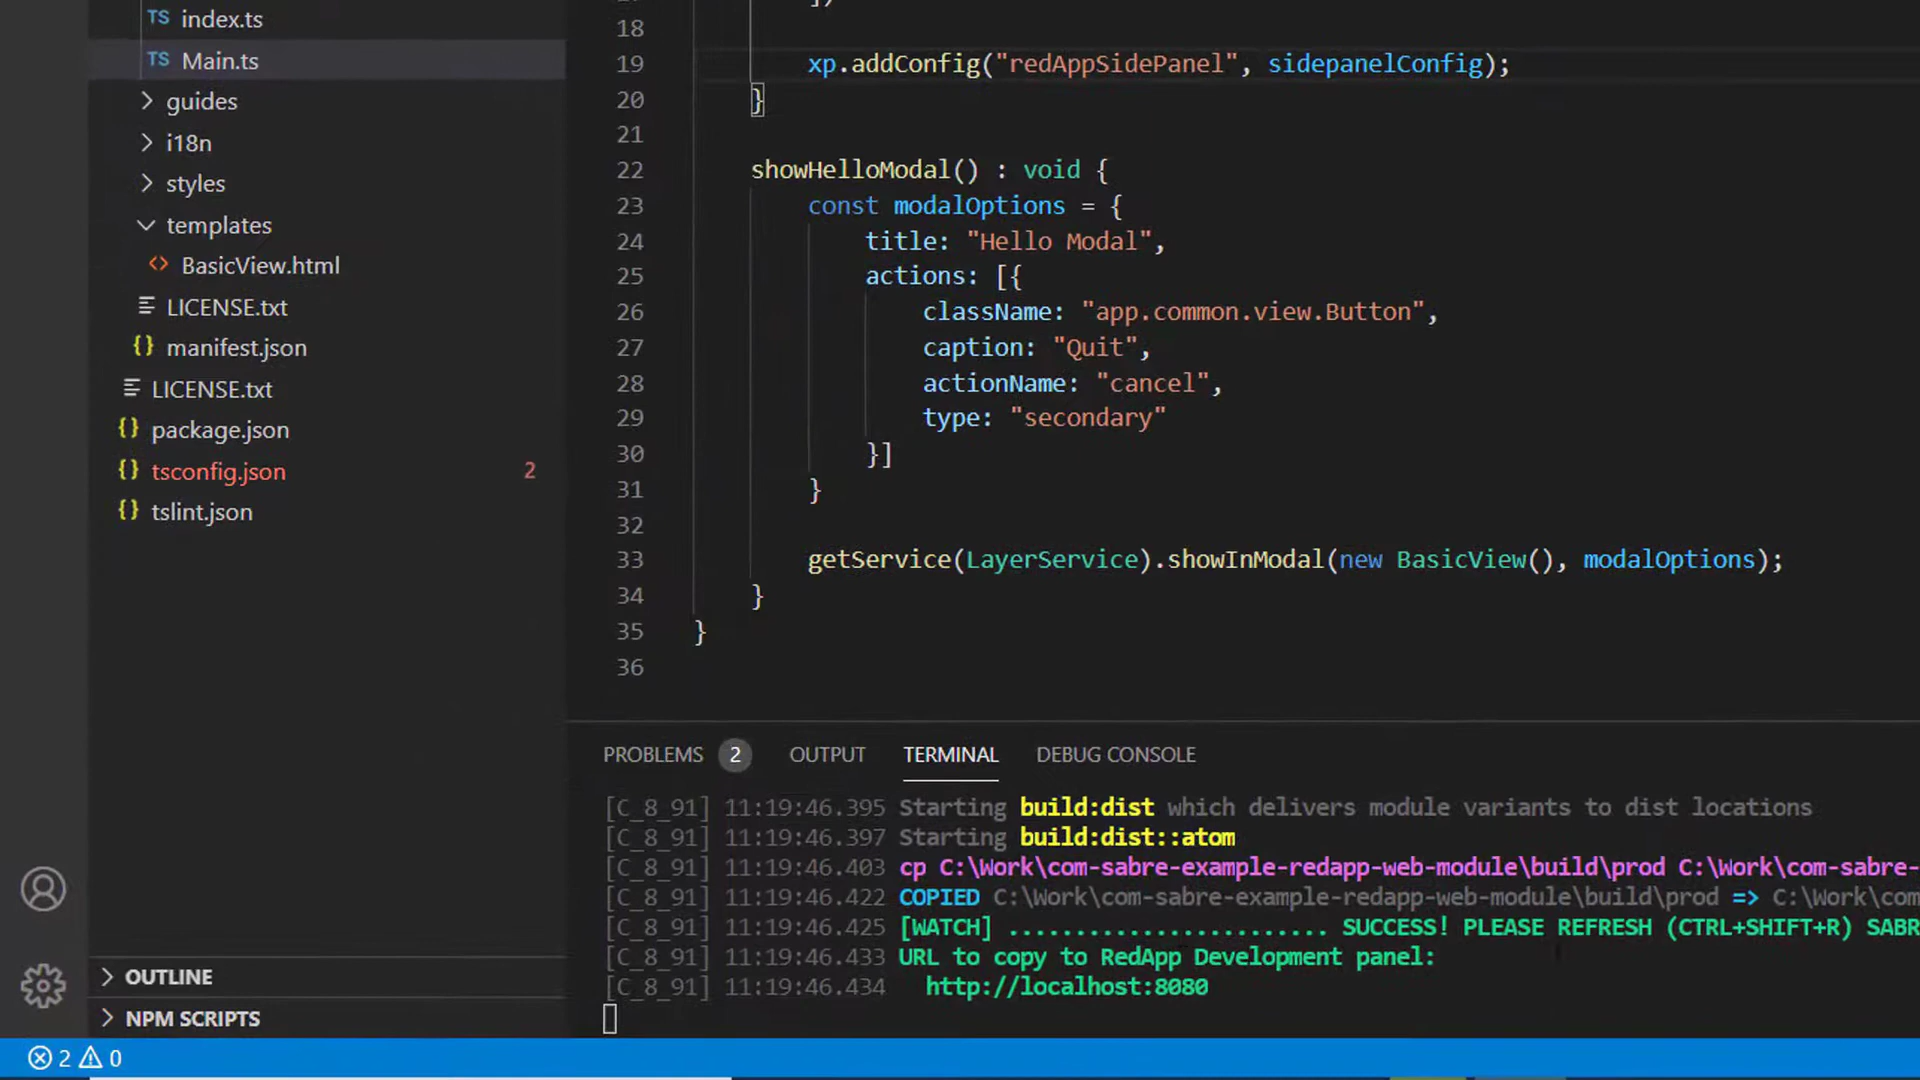 index.ts
Main.ts
guides
i18n
styles
templates
BasicView.html
LICENSE.txt
manifest.json
LICENSE.txt
package.json
tsconfig.json 2
tslint.json
OUTLINE
NPM SCRIPTS
18
19 xp.addConfig("redAppSidePanel", sidepanelConfig);
20 }
21
22 showHelloModal() : void {
23 const modalOptions = {
24 title: "Hello Modal",
25 actions: [{
26 className: "app.common.view.Button",
27 caption: "Quit",
28 actionName: "cancel",
29 type: "secondary"
30 }]
31 }
32
33 getService(LayerService).showInModal(new BasicView(), modalOptions);
34 }
35 }
36
PROBLEMS 2 OUTPUT TERMINAL DEBUG CONSOLE
[C_8_91] 11:19:46.395 Starting build:dist which delivers module variants to dist locations
[C_8_91] 11:19:46.397 Starting build:dist::atom
[C_8_91] 11:19:46.403 cp C:\Work\com-sabre-example-redapp-web-module\build\prod C:\Work\com-sabre-
[C_8_91] 11:19:46.422 COPIED C:\Work\com-sabre-example-redapp-web-module\build\prod => C:\Work\com
[C_8_91] 11:19:46.425 [WATCH] ........................ SUCCESS! PLEASE REFRESH (CTRL+SHIFT+R) SABR
[C_8_91] 11:19:46.433 URL to copy to RedApp Development panel:
[C_8_91] 11:19:46.434 http://localhost:8080
2 0